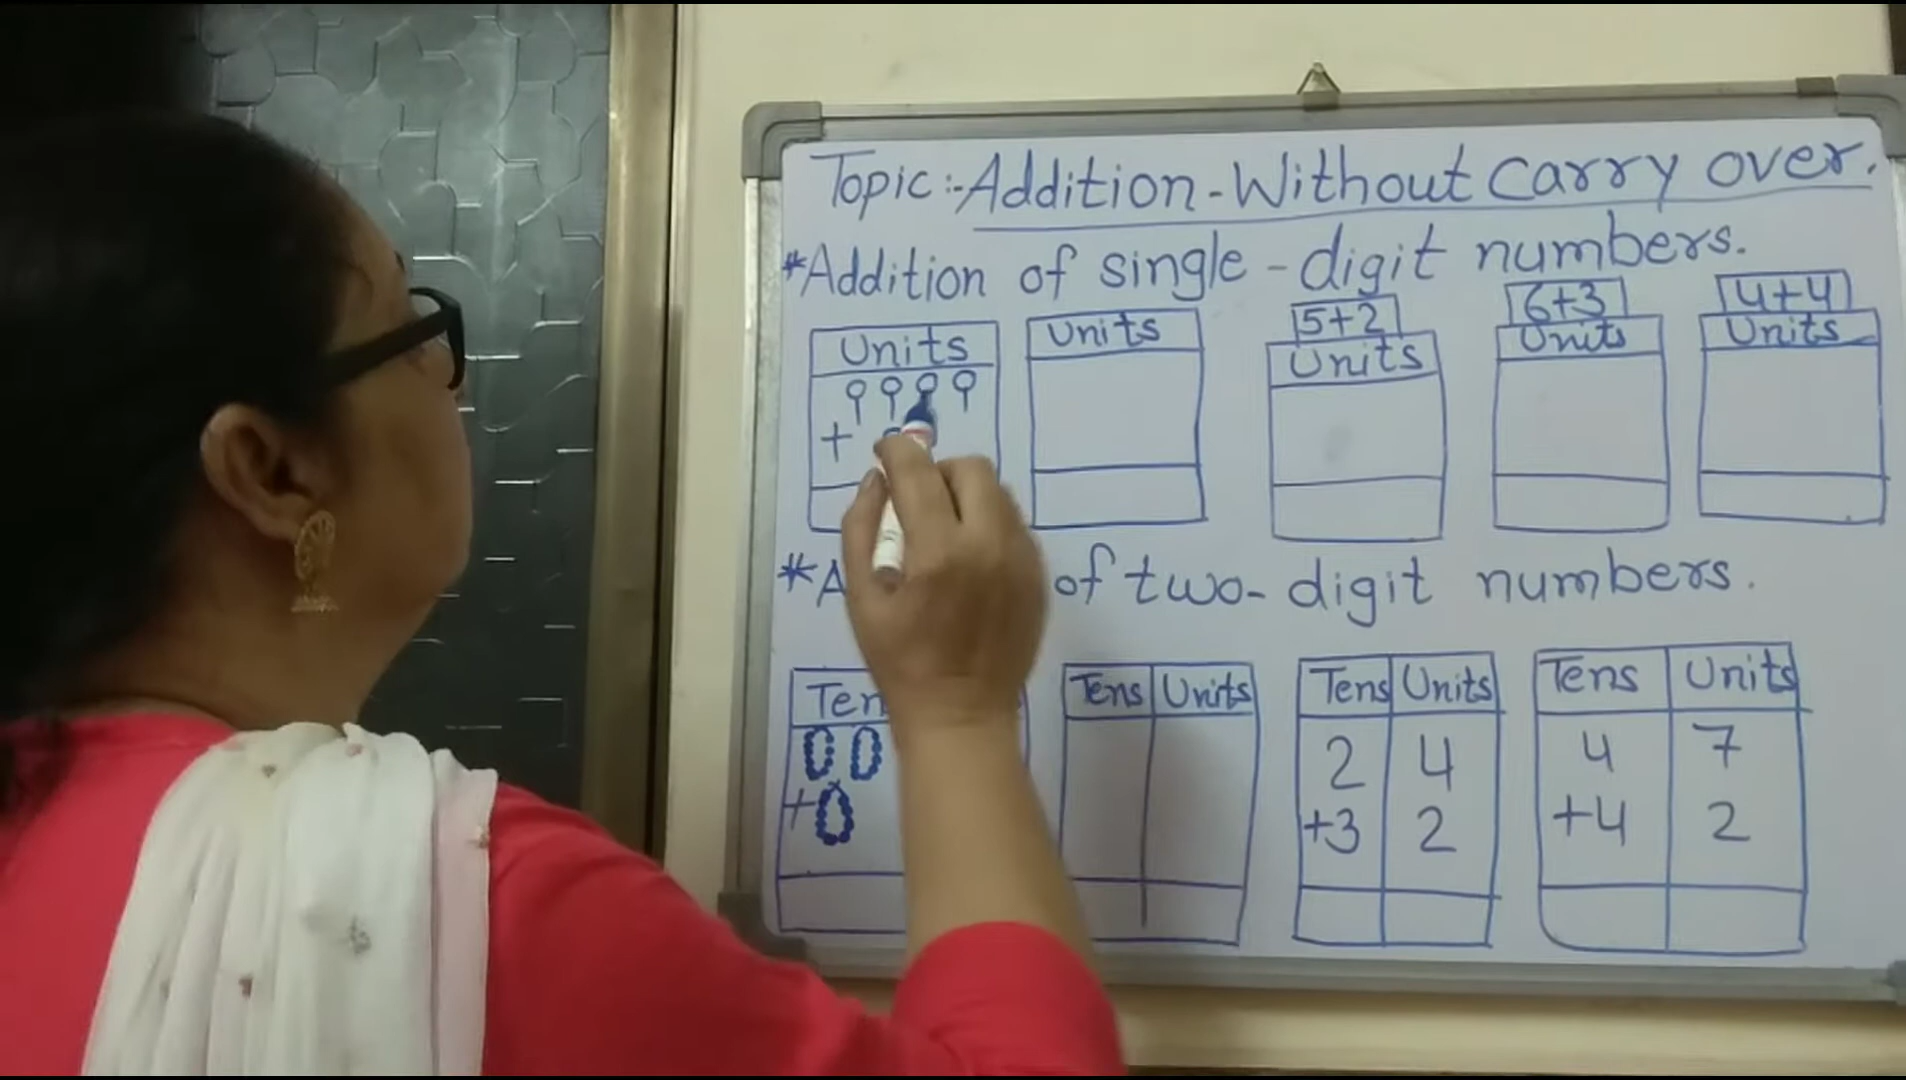 Topic:- Addition - Without carry over.
*Addition of single - digit numbers.
5+2 6+3 4+4
Units Units Units Units Units
+
* of two- digit numbers.
Tens Units Tens Units Tens Units
2 4 4 7
+ +3 2 +4 2